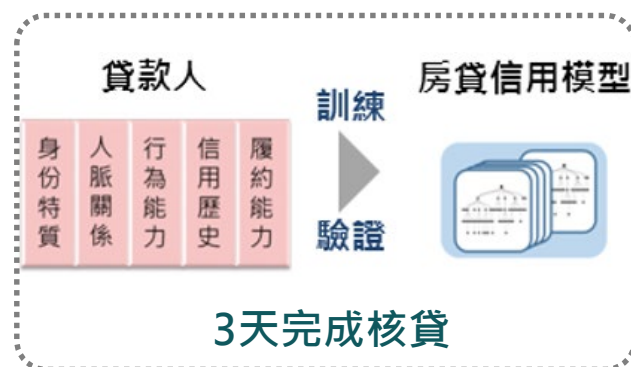 貸款人
訓練
房貸信用模型
身份特質
人脈關係
行為能力
信用歷史
履約能力
驗證
3天完成核貸